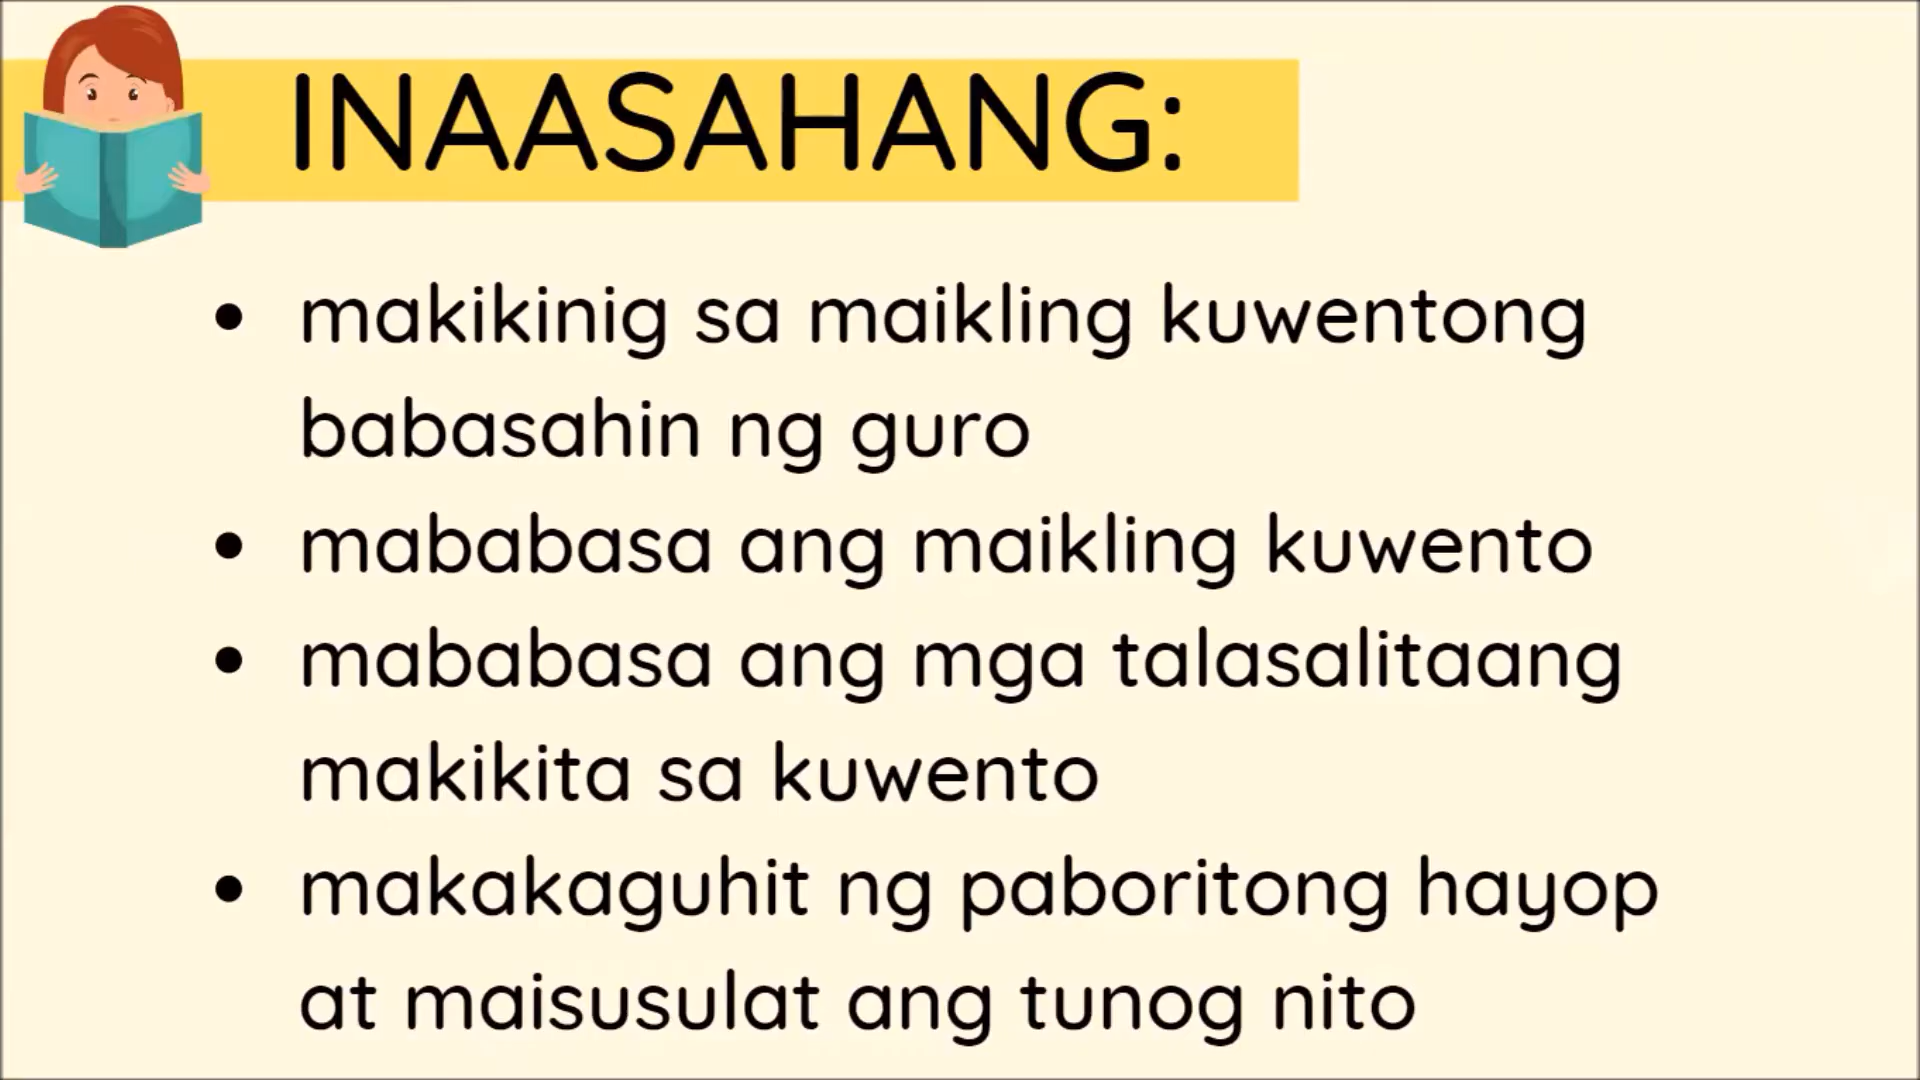 INAASAHANG:
• makikinig sa maikling kuwentong
babasahin ng guro
• mababasa ang maikling kuwento
• mababasa ang mga talasalitaang
makikita sa kuwento
• makakaguhit ng paboritong hayop
at maisusulat ang tunog nito